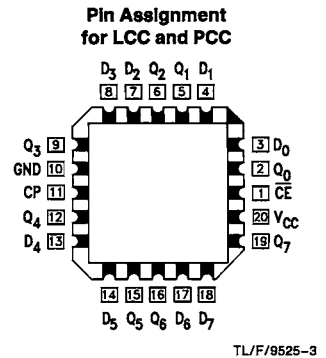 Pin Assignment
for LCC and PCC
D3 D2 Q2 Q1 D1
8 7 6 5 4
Q3 9
GND 10
CP 11
Q4 12
D4 13
3 D0
2 Q0
1 C̅E̅
20 VCC
19 Q7
14 15 16 17 18
D5 Q5 Q6 D6 D7
TL/F/9525-3